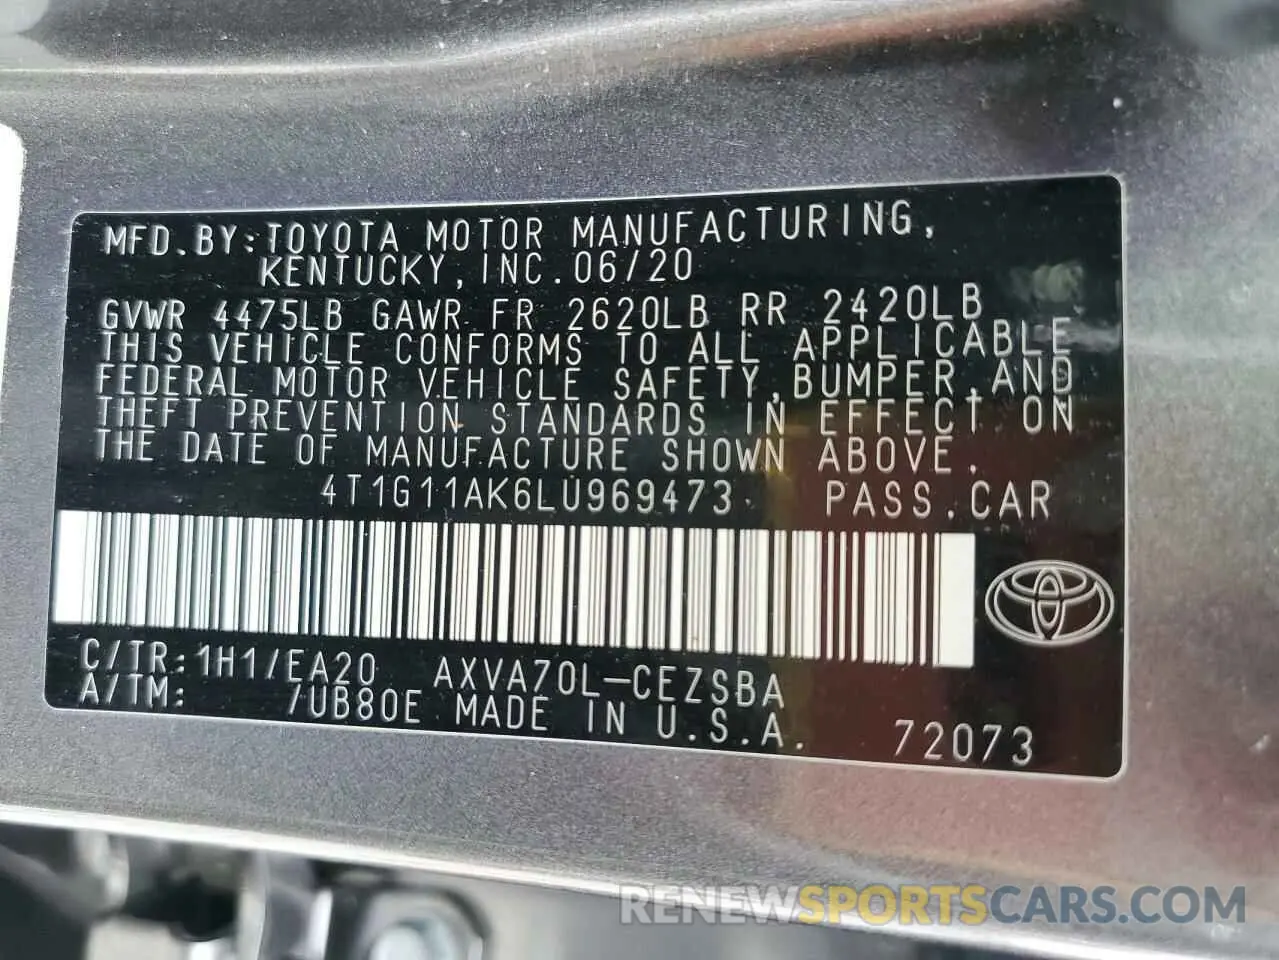 MFD.BY:TOYOTA MOTOR MANUFACTURING,
KENTUCKY,INC.06/20
GVWR 4475LB GAWR FR 2620LB RR 2420LB
THIS VEHICLE CONFORMS TO ALL APPLICABLE
FEDERAL MOTOR VEHICLE SAFETY,BUMPER,AND
THEFT PREVENTION STANDARDS IN EFFECT ON
THE DATE OF MANUFACTURE SHOWN ABOVE.
4T1G11AK6LU969473 PASS.CAR
C/TR:1H1/EA20 AXVA70L-CEZSBA
A/TM: /UB80E MADE IN U.S.A. 72073
RENEWSPORTSCARS.COM